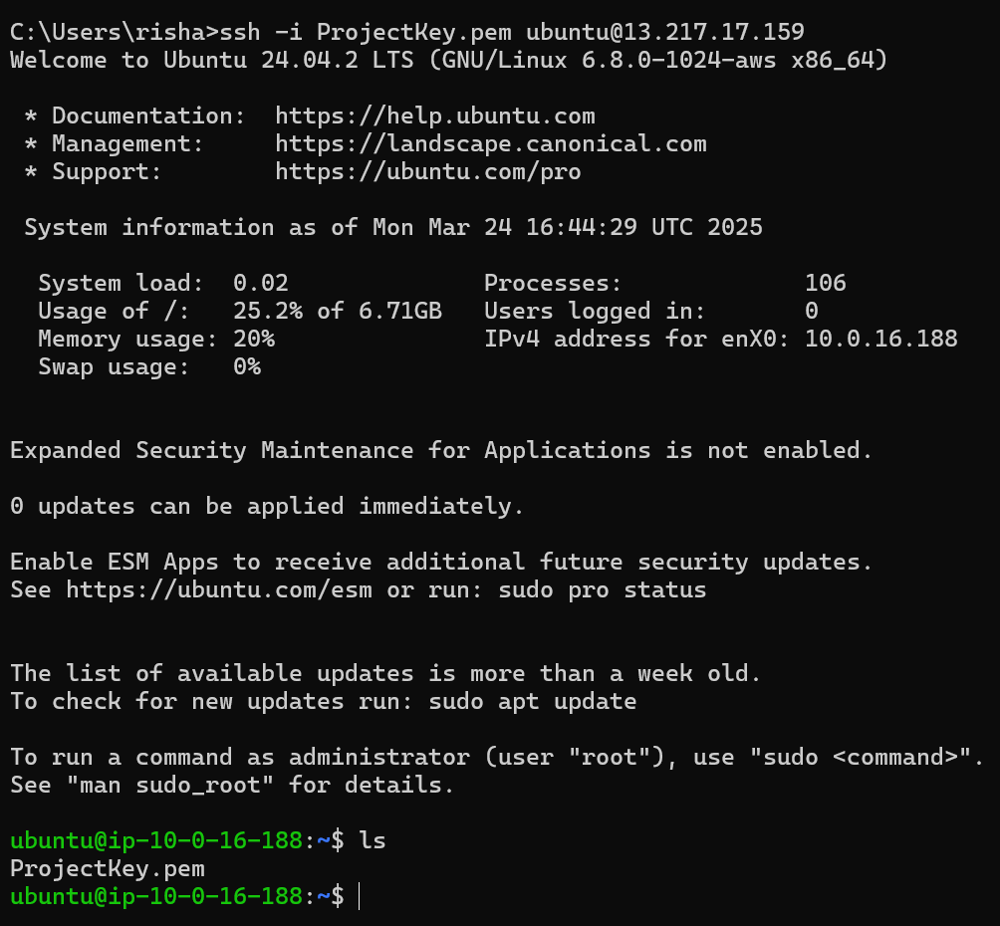 C:\Users\risha>ssh -i ProjectKey.pem ubuntu@13.217.17.159
Welcome to Ubuntu 24.04.2 LTS (GNU/Linux 6.8.0-1024-aws x86_64)

 * Documentation:  https://help.ubuntu.com
 * Management:     https://landscape.canonical.com
 * Support:        https://ubuntu.com/pro

 System information as of Mon Mar 24 16:44:29 UTC 2025

  System load:  0.02              Processes:             106
  Usage of /:   25.2% of 6.71GB   Users logged in:       0
  Memory usage: 20%               IPv4 address for enX0: 10.0.16.188
  Swap usage:   0%


Expanded Security Maintenance for Applications is not enabled.

0 updates can be applied immediately.

Enable ESM Apps to receive additional future security updates.
See https://ubuntu.com/esm or run: sudo pro status


The list of available updates is more than a week old.
To check for new updates run: sudo apt update

To run a command as administrator (user "root"), use "sudo <command>".
See "man sudo_root" for details.

ubuntu@ip-10-0-16-188:~$ ls
ProjectKey.pem
ubuntu@ip-10-0-16-188:~$